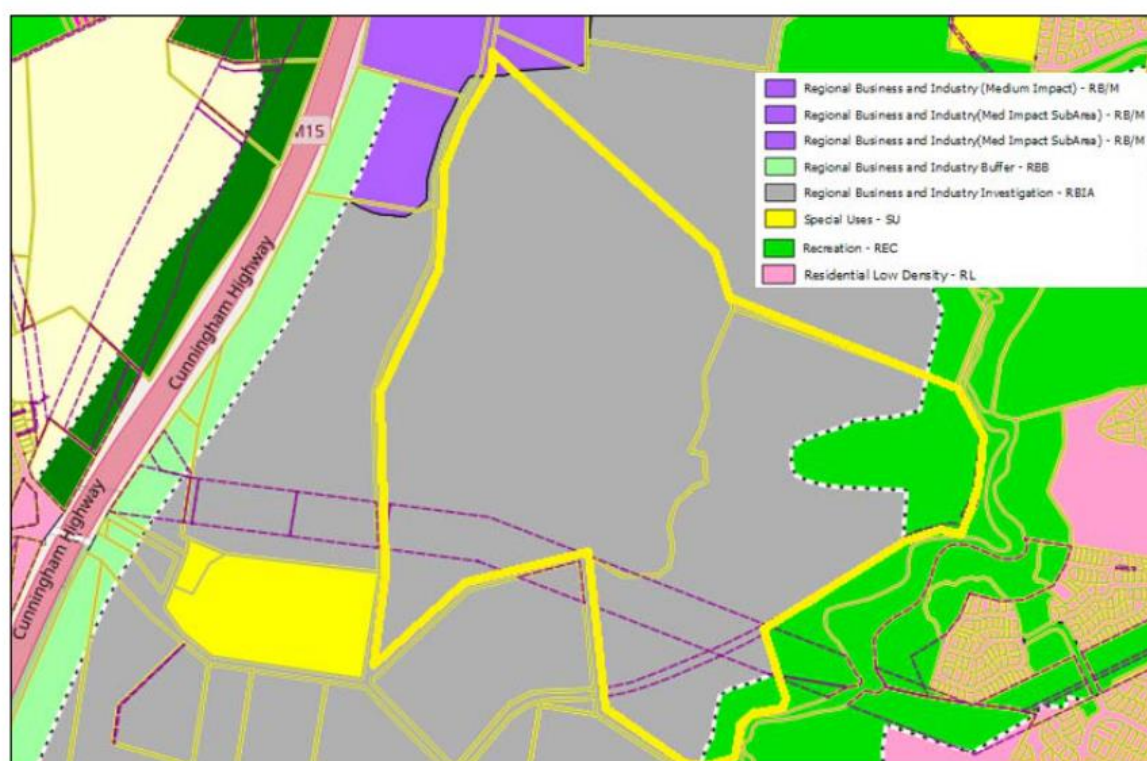 M15
Cunningham Highway
Cunningham Highway
Regional Business and Industry (Medium Impact) - RB/M
Regional Business and Industry(Med Impact SubArea) - RB/M
Regional Business and Industry(Med Impact SubArea) - RB/M
Regional Business and Industry Buffer - RBB
Regional Business and Industry Investigation - RBIA
Special Uses - SU
Recreation - REC
Residential Low Density - RL